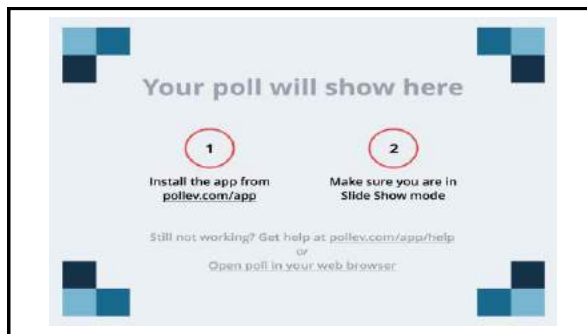 Your poll will show here
1
2
Install the app from
pollev.com/app
Make sure you are in
Slide Show mode
Still not working? Get help at pollev.com/app/help
or
Open poll in your web browser